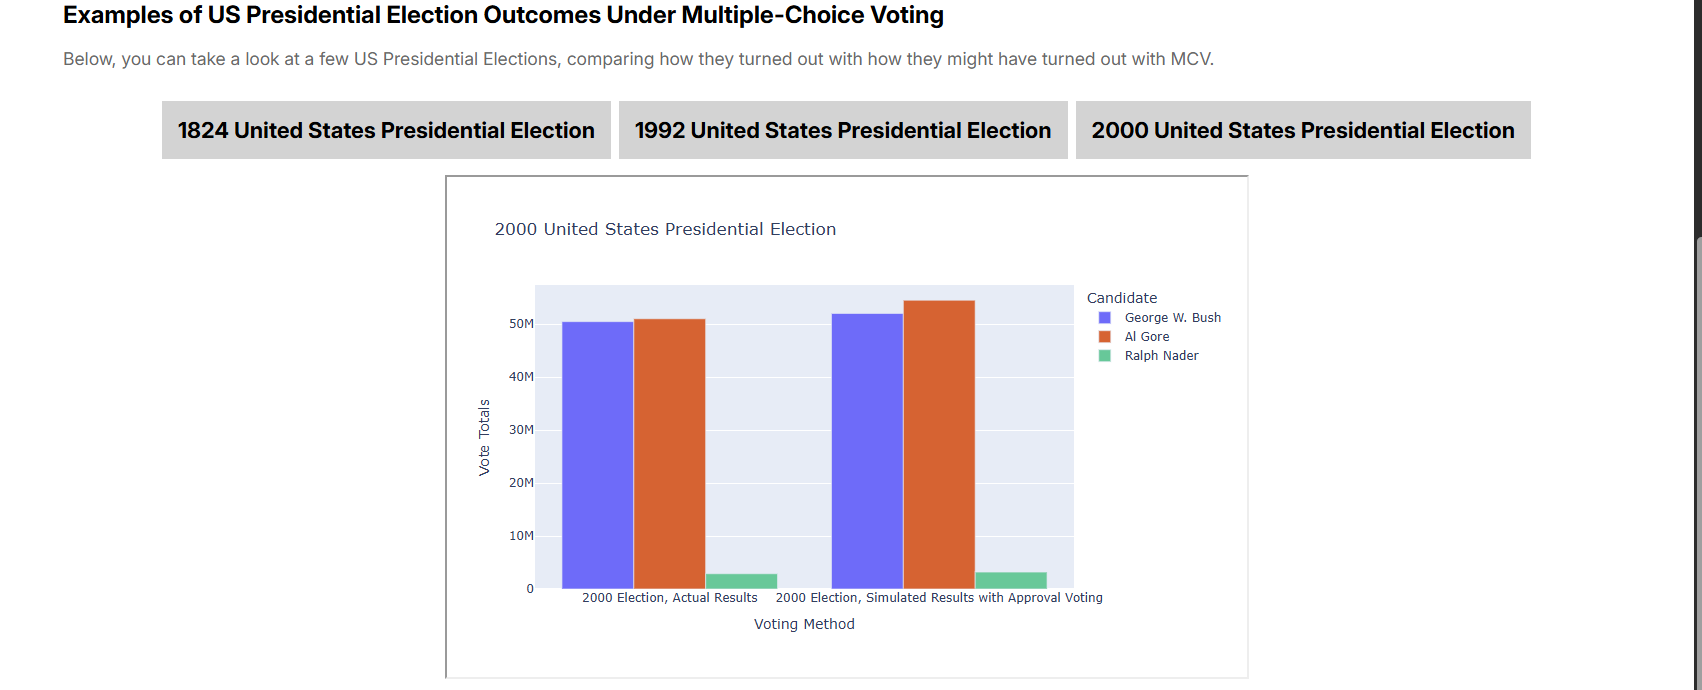 Examples of US Presidential Election Outcomes Under Multiple-Choice Voting
Below, you can take a look at a few US Presidential Elections, comparing how they turned out with how they might have turned out with MCV.
1824 United States Presidential Election
1992 United States Presidential Election
2000 United States Presidential Election
2000 United States Presidential Election
Candidate
George W. Bush
Al Gore
Ralph Nader
50M
40M
30M
20M
10M
0
Vote Totals
2000 Election, Actual Results
2000 Election, Simulated Results with Approval Voting
Voting Method